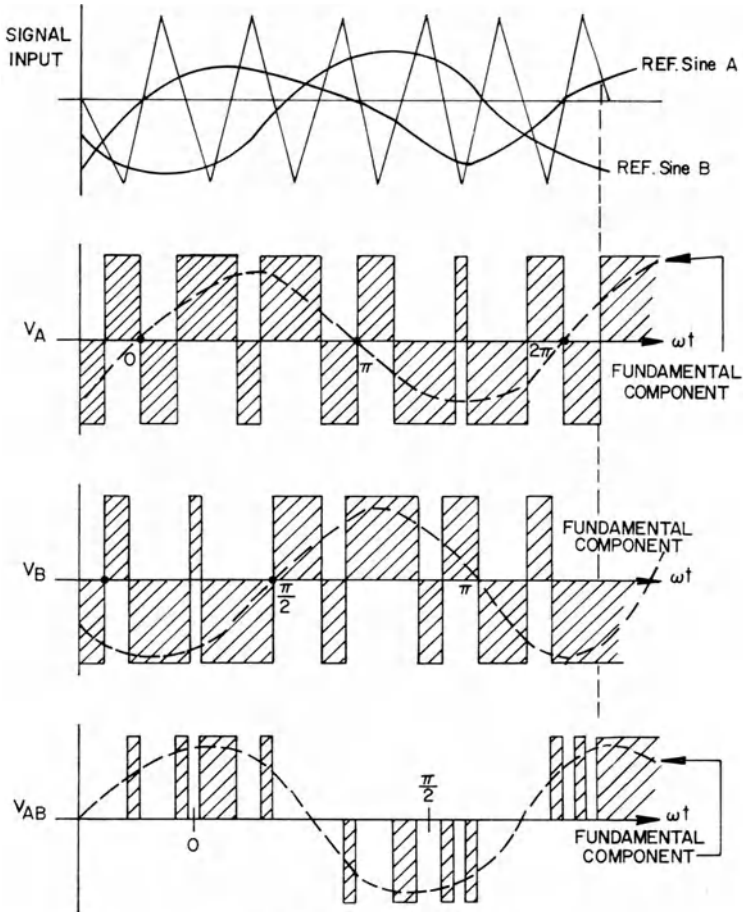 SIGNAL
INPUT
REF. Sine A
REF. Sine B
V_A
0
π
2π
ωt
FUNDAMENTAL
COMPONENT
FUNDAMENTAL
COMPONENT
V_B
π/2
π
ωt
V_AB
0
π/2
ωt
FUNDAMENTAL
COMPONENT